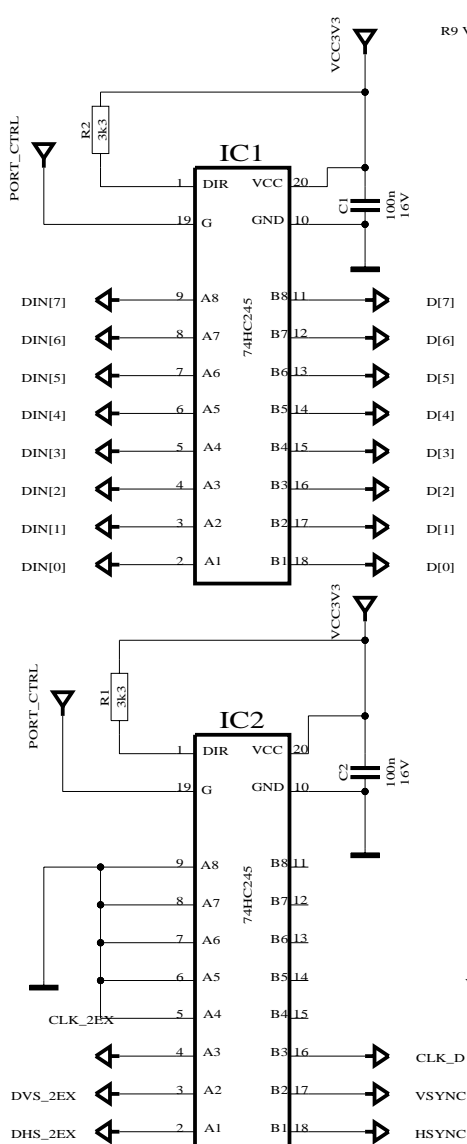 VCC3V3
R9 V
R2
3k3
PORT_CTRL
IC1
1 DIR VCC 20
19 G GND 10
C1
100n
16V
74HC245
DIN[7] 9 A8 B8 11 D[7]
DIN[6] 8 A7 B7 12 D[6]
DIN[5] 7 A6 B6 13 D[5]
DIN[4] 6 A5 B5 14 D[4]
DIN[3] 5 A4 B4 15 D[3]
DIN[2] 4 A3 B3 16 D[2]
DIN[1] 3 A2 B2 17 D[1]
DIN[0] 2 A1 B1 18 D[0]
VCC3V3
R1
3k3
PORT_CTRL
IC2
1 DIR VCC 20
19 G GND 10
C2
100n
16V
74HC245
9 A8 B8 11
8 A7 B7 12
7 A6 B6 13
6 A5 B5 14
5 A4 B4 15
CLK_2EX
4 A3 B3 16 CLK_D
DVS_2EX 3 A2 B2 17 VSYNC
DHS_2EX 2 A1 B1 18 HSYNC